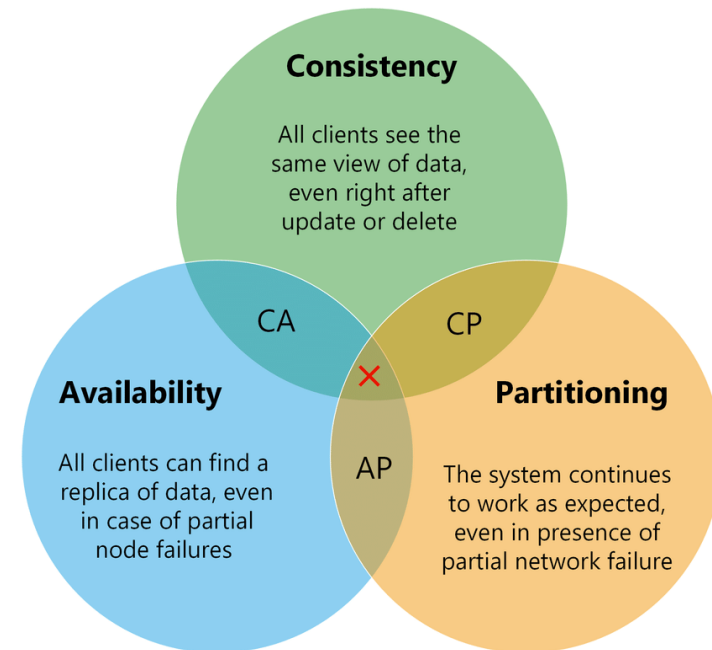 Consistency
All clients see the
same view of data,
even right after
update or delete
CA
CP
Availability
All clients can find a
replica of data, even
in case of partial
node failures
AP
Partitioning
The system continues
to work as expected,
even in presence of
partial network failure